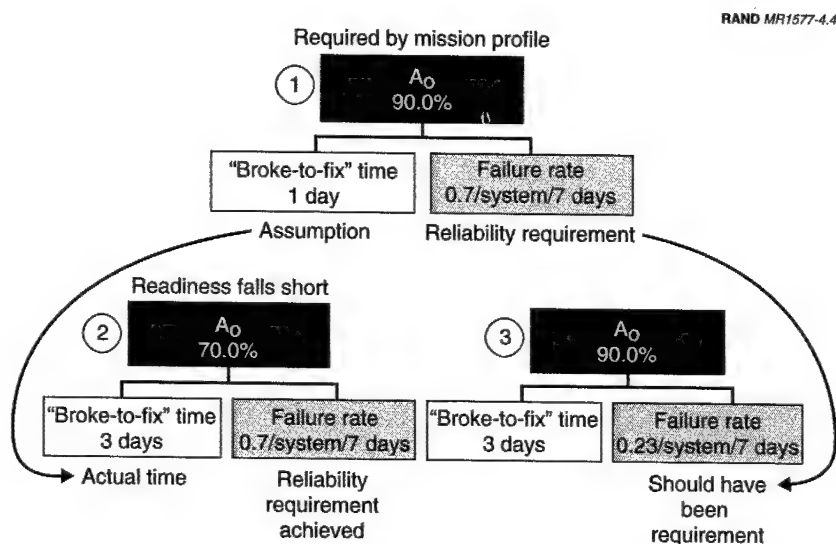 RAND MR1577-4.4
Required by mission profile
1
AO
90.0%
"Broke-to-fix" time
1 day
Failure rate
0.7/system/7 days
Assumption
Reliability requirement
Readiness falls short
2
AO
70.0%
3
AO
90.0%
"Broke-to-fix" time
3 days
Failure rate
0.7/system/7 days
"Broke-to-fix" time
3 days
Failure rate
0.23/system/7 days
Actual time
Reliability
requirement
achieved
Should have
been
requirement